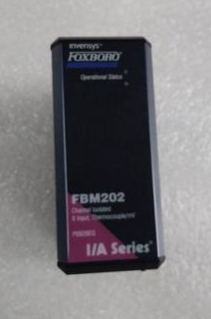 invensys
FOXBORO
Operational Status
FBM202
Channel Isolated
8 Input, Thermocouple/mV
I/A Series